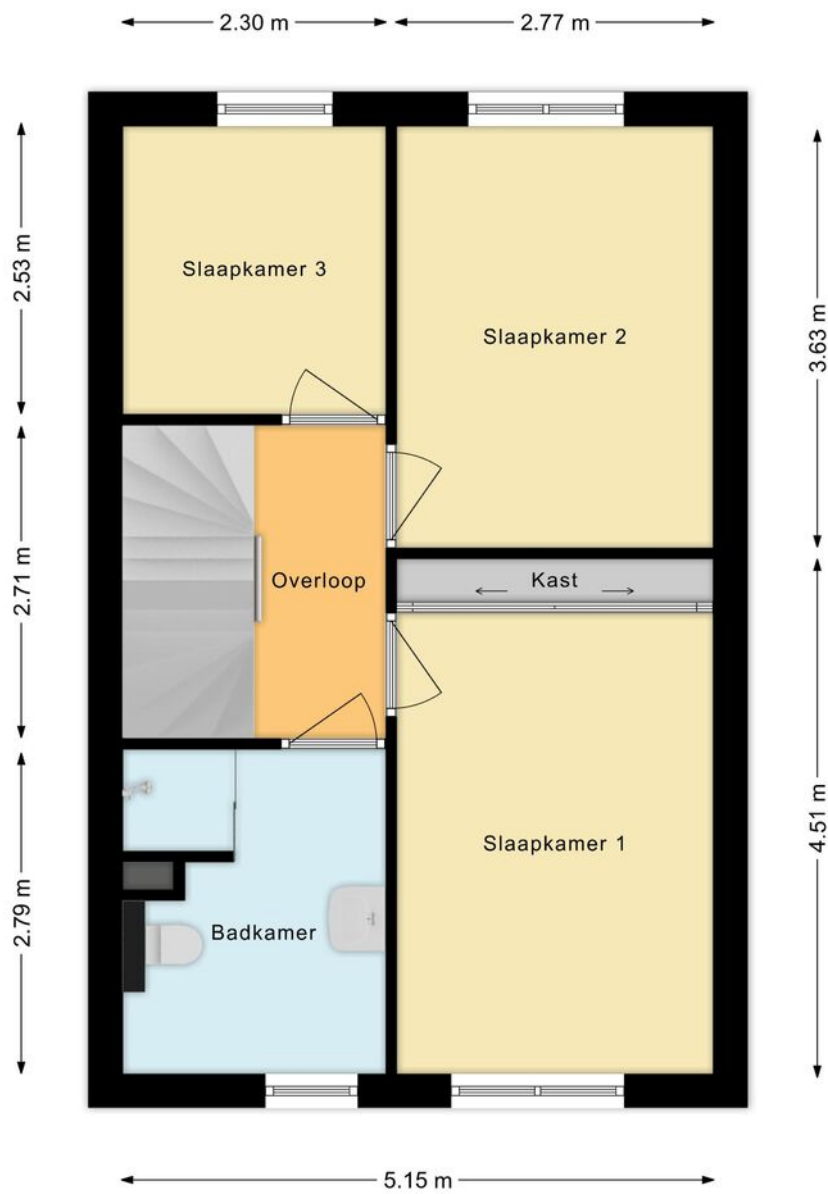 2.30 m
2.77 m
2.53 m
Slaapkamer 3
Slaapkamer 2
3.63 m
2.71 m
Overloop
Kast
Slaapkamer 1
4.51 m
2.79 m
Badkamer
5.15 m